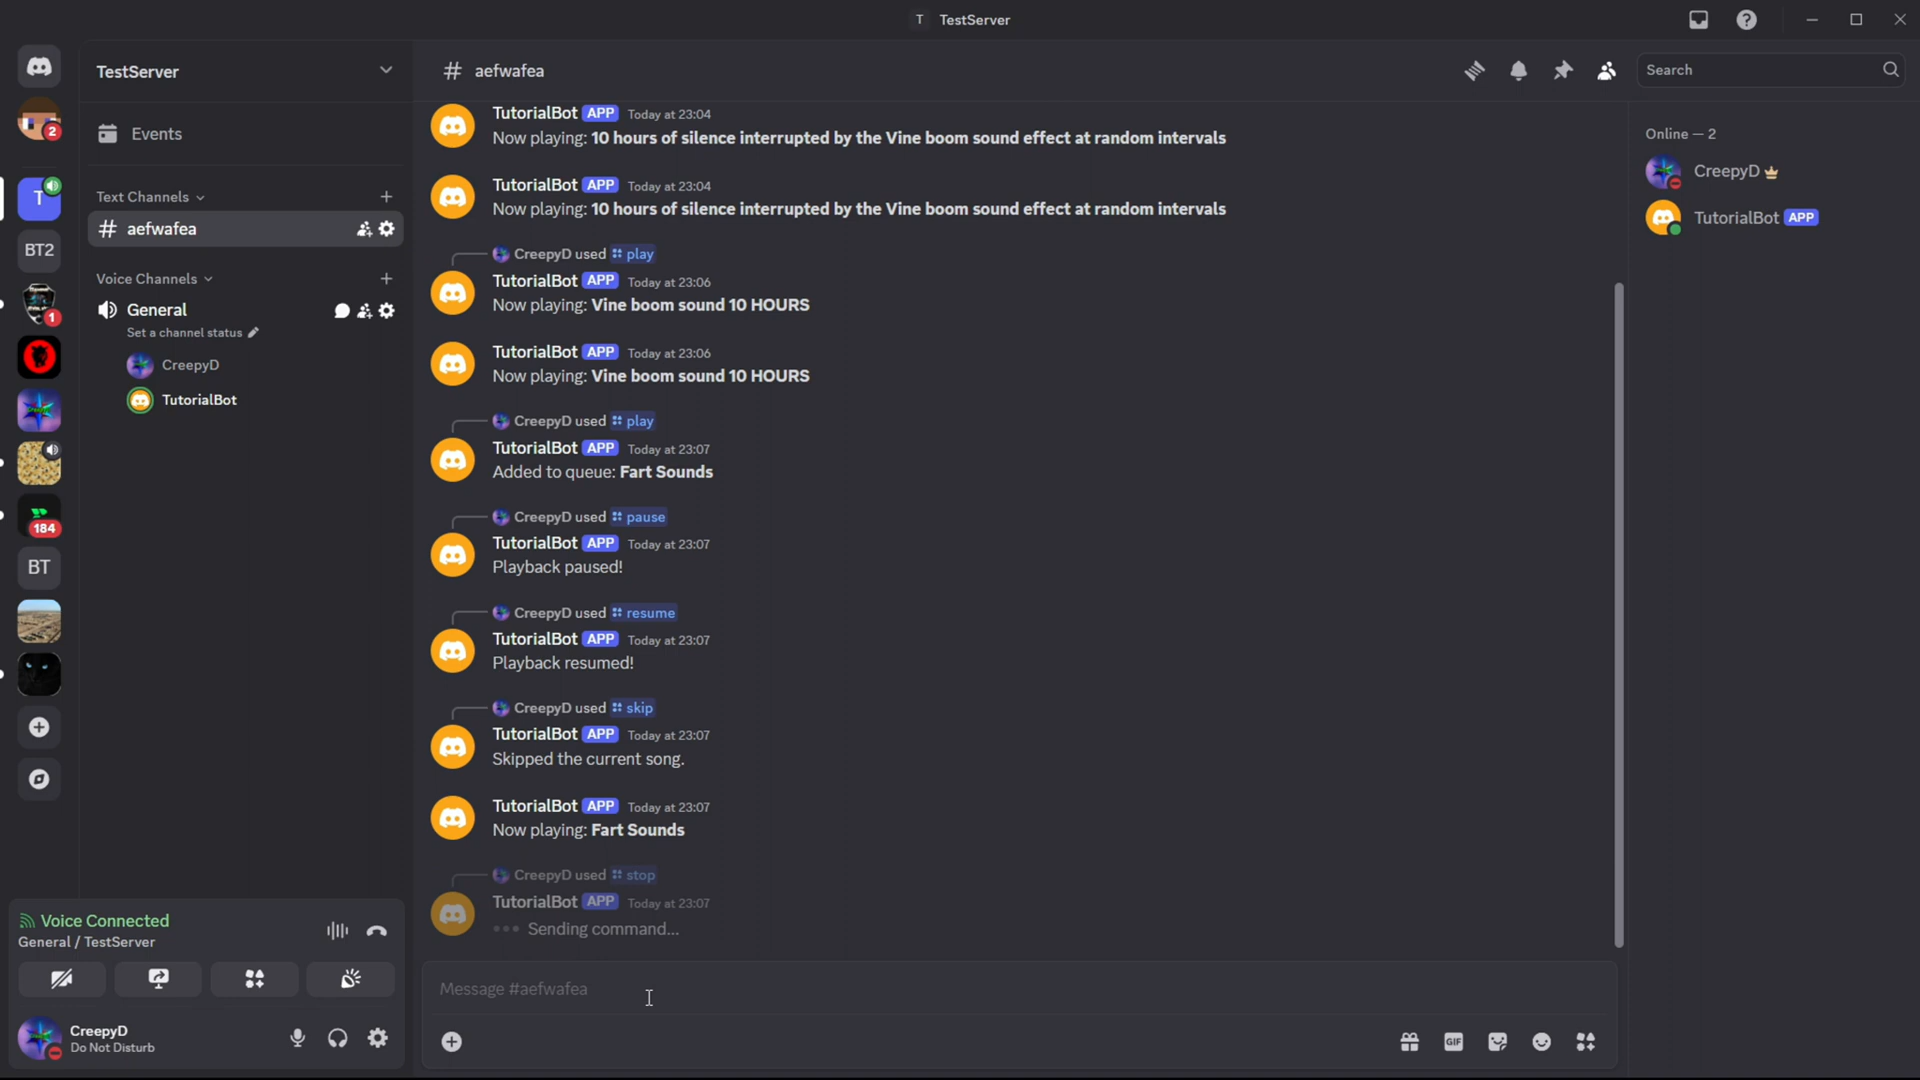 T TestServer
TestServer
# aefwafea
Search
2
Events
Text Channels
# aefwafea
T
BT2
Voice Channels
General
Set a channel status
1
CreepyD
TutorialBot
184
BT
TutorialBot APP Today at 23:04
Now playing: 10 hours of silence interrupted by the Vine boom sound effect at random intervals
TutorialBot APP Today at 23:04
Now playing: 10 hours of silence interrupted by the Vine boom sound effect at random intervals
CreepyD used play
TutorialBot APP Today at 23:06
Now playing: Vine boom sound 10 HOURS
TutorialBot APP Today at 23:06
Now playing: Vine boom sound 10 HOURS
CreepyD used play
TutorialBot APP Today at 23:07
Added to queue: Fart Sounds
CreepyD used pause
TutorialBot APP Today at 23:07
Playback paused!
CreepyD used resume
TutorialBot APP Today at 23:07
Playback resumed!
CreepyD used skip
TutorialBot APP Today at 23:07
Skipped the current song.
TutorialBot APP Today at 23:07
Now playing: Fart Sounds
CreepyD used stop
TutorialBot APP Today at 23:07
Sending command...
Message #aefwafea
GIF
Online — 2
CreepyD
TutorialBot APP
Voice Connected
General / TestServer
CreepyD
Do Not Disturb